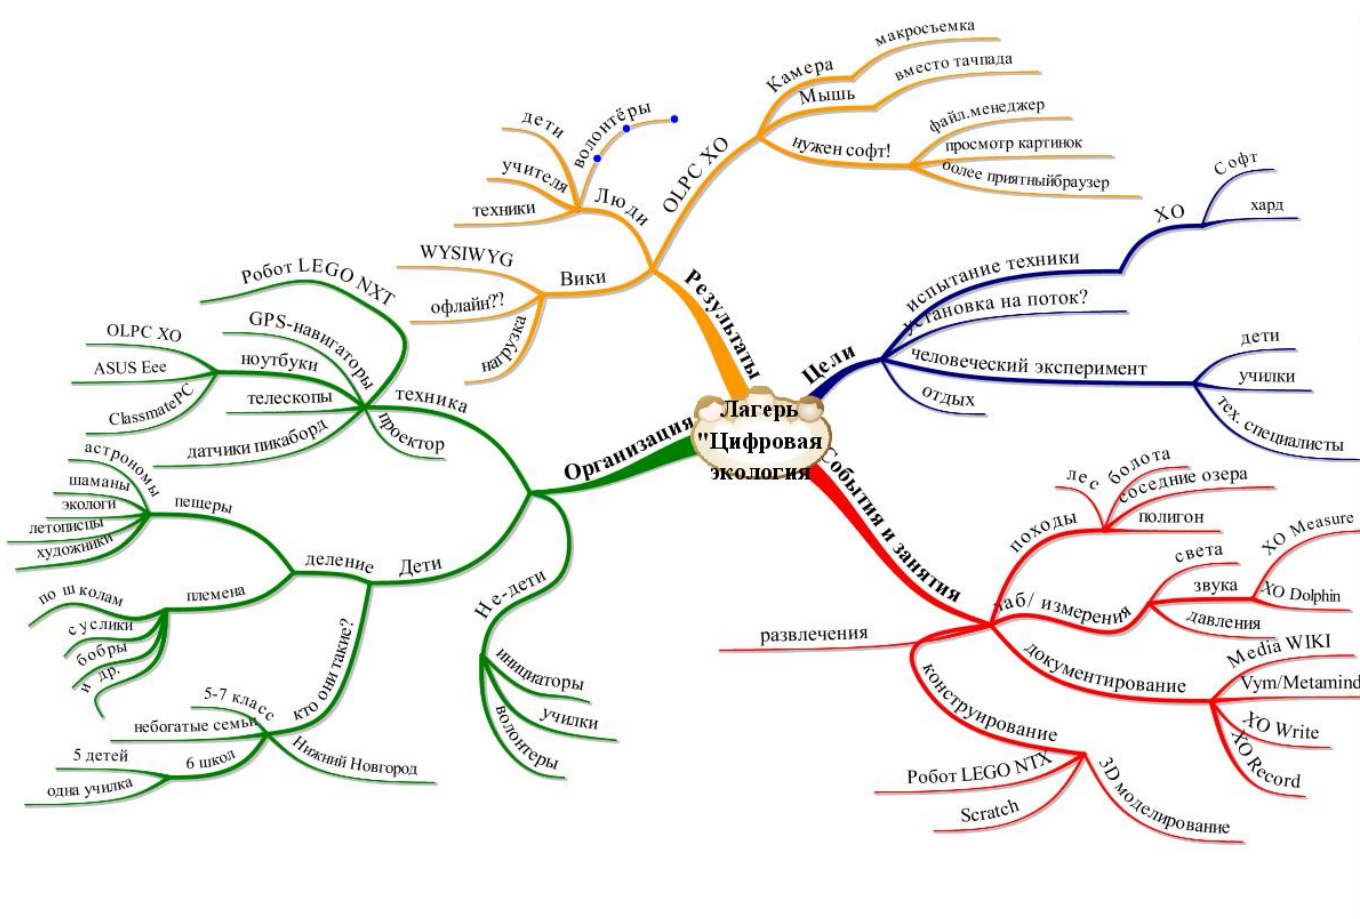 Лагерь
"Цифровая
экология
Результаты
OLPC XO
Камера
макросъемка
Мышь
вместо тачпада
нужен софт!
файл.менеджер
просмотр картинок
более приятныйбраузер
Люди
волонтёры
дети
учителя
техники
Вики
WYSIWYG
офлайн??
нагрузка
Цели
испытание техники
XO
Софт
хард
установка на поток?
человеческий эксперимент
дети
училки
тех. специалисты
отдых
События и занятия
походы
лес
болота
соседние озера
полигон
лаб/ измерения
света
звука
XO Measure
XO Dolphin
давления
документирование
Media WIKI
Vym/Metamind
XO Write
XO Record
конструирование
Робот LEGO NTX
Scratch
3D моделирование
развлечения
Организация
техника
Робот LEGO NXT
GPS-навигаторы
ноутбуки
OLPC XO
ASUS Eee
ClassmatePC
телескопы
датчики пикаборд
проектор
Дети
деление
пещеры
астрономы
шаманы
экологи
летописцы
художники
племена
по школам
суслики
бобры
и др.
кто они такие?
5-7 класс
небогатые семьи
6 школ
5 детей
одна училка
Нижний Новгород
Не-дети
инициаторы
училки
волонтеры